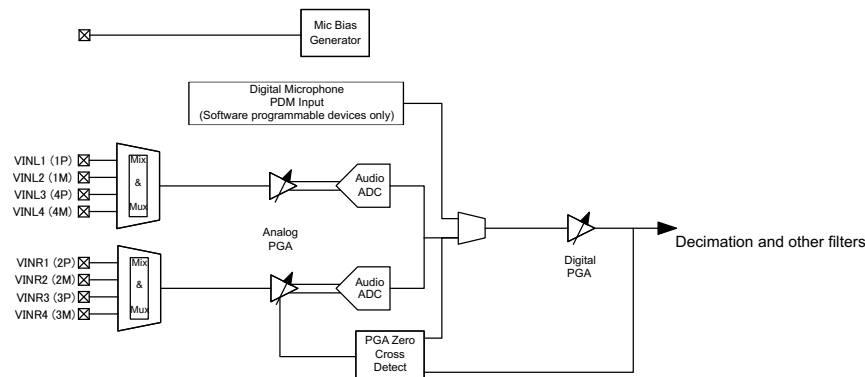 Mic Bias
Generator
Digital Microphone
PDM Input
(Software programmable devices only)
VINL1 (1P)
VINL2 (1M)
VINL3 (4P)
VINL4 (4M)
Mix
&
Mux
Audio
ADC
Analog
PGA
Digital
PGA
Decimation and other filters
VINR1 (2P)
VINR2 (2M)
VINR3 (3P)
VINR4 (3M)
Mix
&
Mux
Audio
ADC
PGA Zero
Cross
Detect